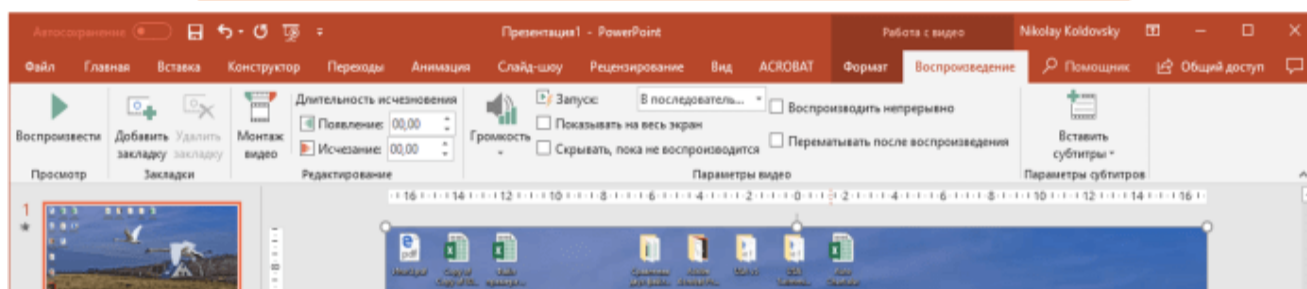 Автосохранение
Презентация1 - PowerPoint
Работа с видео
Nikolay Koldovsky
Файл Главная Вставка Конструктор Переходы Анимация Слайд-шоу Рецензирование Вид ACROBAT Формат Воспроизведение Помощник Общий доступ
Воспроизвести
Просмотр
Добавить закладку
Удалить закладку
Закладки
Монтаж видео
Длительность исчезновения
Появление: 00,00
Исчезание: 00,00
Редактирование
Громкость
Запуск: В последователь...
Показывать на весь экран
Скрывать, пока не воспроизводится
Воспроизводить непрерывно
Перематывать после воспроизведения
Параметры видео
Вставить субтитры
Параметры субтитров
16 14 12 10 8 6 4 2 0 2 4 6 8 10 12 14 16
1
8
pdf